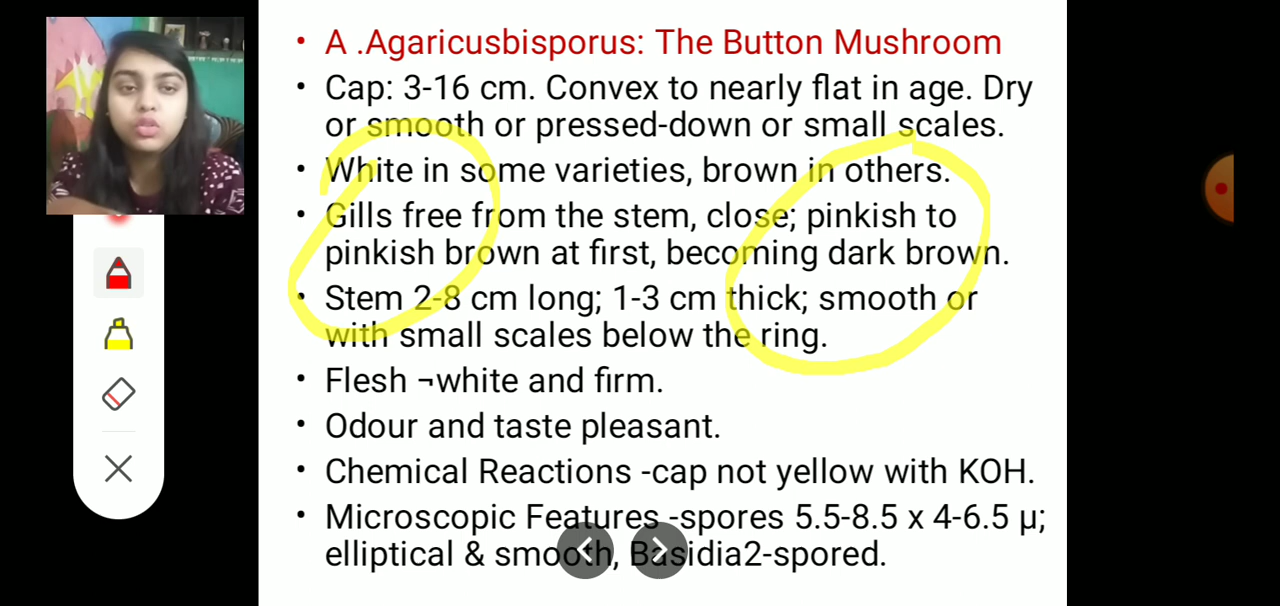 • A .Agaricusbisporus: The Button Mushroom
• Cap: 3-16 cm. Convex to nearly flat in age. Dry
or smooth or pressed-down or small scales.
• White in some varieties, brown in others.
• Gills free from the stem, close; pinkish to
pinkish brown at first, becoming dark brown.
• Stem 2-8 cm long; 1-3 cm thick; smooth or
with small scales below the ring.
• Flesh ¬white and firm.
• Odour and taste pleasant.
• Chemical Reactions -cap not yellow with KOH.
• Microscopic Features -spores 5.5-8.5 x 4-6.5 µ;
elliptical & smooth, Basidia2-spored.